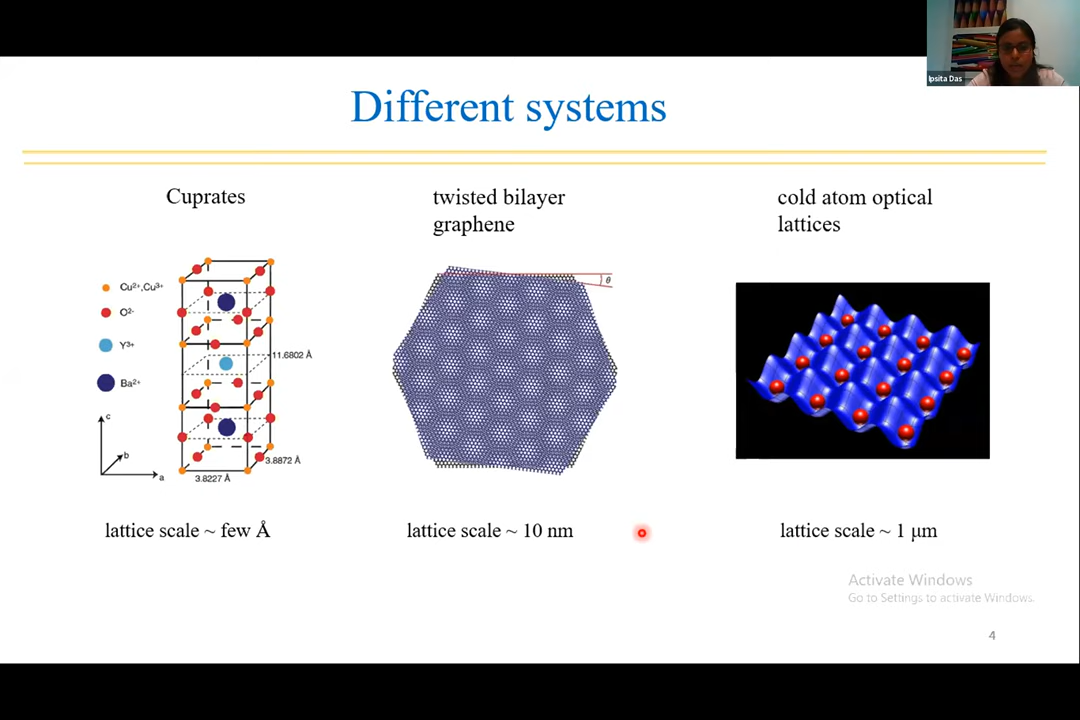 Ipsita Das
Different systems
Cuprates
twisted bilayer
graphene
cold atom optical
lattices
Cu²⁺,Cu³⁺
O²⁻
Y³⁺
Ba²⁺
c
b
a
11.6802 Å
3.8872 Å
3.8227 Å
θ
lattice scale ~ few Å
lattice scale ~ 10 nm
lattice scale ~ 1 μm
Activate Windows
Go to Settings to activate Windows.
4